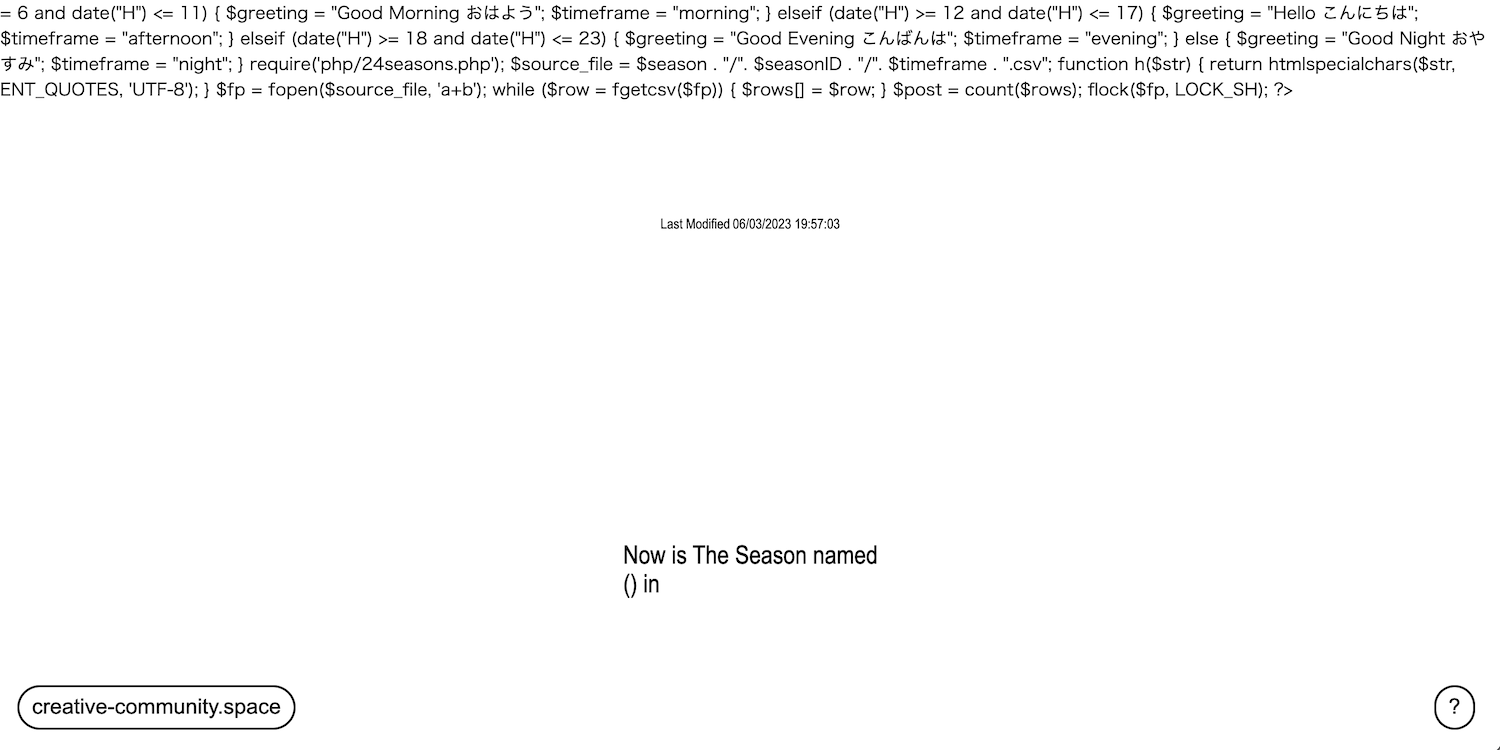 = 6 and date("H") <= 11) { $greeting = "Good Morning おはよう"; $timeframe = "morning"; } elseif (date("H") >= 12 and date("H") <= 17) { $greeting = "Hello こんにちは";
$timeframe = "afternoon"; } elseif (date("H") >= 18 and date("H") <= 23) { $greeting = "Good Evening こんばんは"; $timeframe = "evening"; } else { $greeting = "Good Night おや
すみ"; $timeframe = "night"; } require('php/24seasons.php'); $source_file = $season . "/". $seasonID . "/". $timeframe . ".csv"; function h($str) { return htmlspecialchars($str,
ENT_QUOTES, 'UTF-8'); } $fp = fopen($source_file, 'a+b'); while ($row = fgetcsv($fp)) { $rows[] = $row; } $post = count($rows); flock($fp, LOCK_SH); ?>
Last Modified 06/03/2023 19:57:03
Now is The Season named
() in
creative-community.space
?